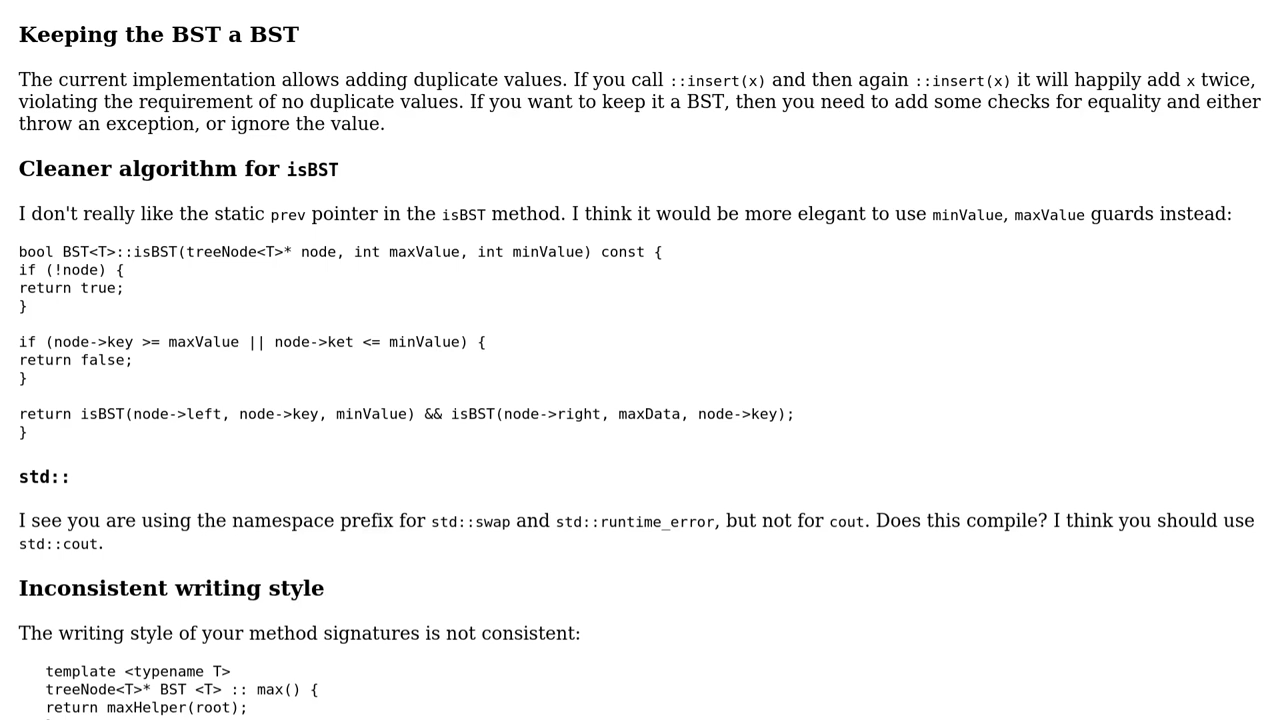 Keeping the BST a BST
The current implementation allows adding duplicate values. If you call ::insert(x) and then again ::insert(x) it will happily add x twice,
violating the requirement of no duplicate values. If you want to keep it a BST, then you need to add some checks for equality and either
throw an exception, or ignore the value.
Cleaner algorithm for isBST
I don't really like the static prev pointer in the isBST method. I think it would be more elegant to use minValue, maxValue guards instead:
bool BST<T>::isBST(treeNode<T>* node, int maxValue, int minValue) const {
if (!node) {
return true;
}
if (node->key >= maxValue || node->ket <= minValue) {
return false;
}
return isBST(node->left, node->key, minValue) && isBST(node->right, maxData, node->key);
}
std::
I see you are using the namespace prefix for std::swap and std::runtime_error, but not for cout. Does this compile? I think you should use
std::cout.
Inconsistent writing style
The writing style of your method signatures is not consistent:
template <typename T>
treeNode<T>* BST <T> :: max() {
return maxHelper(root);